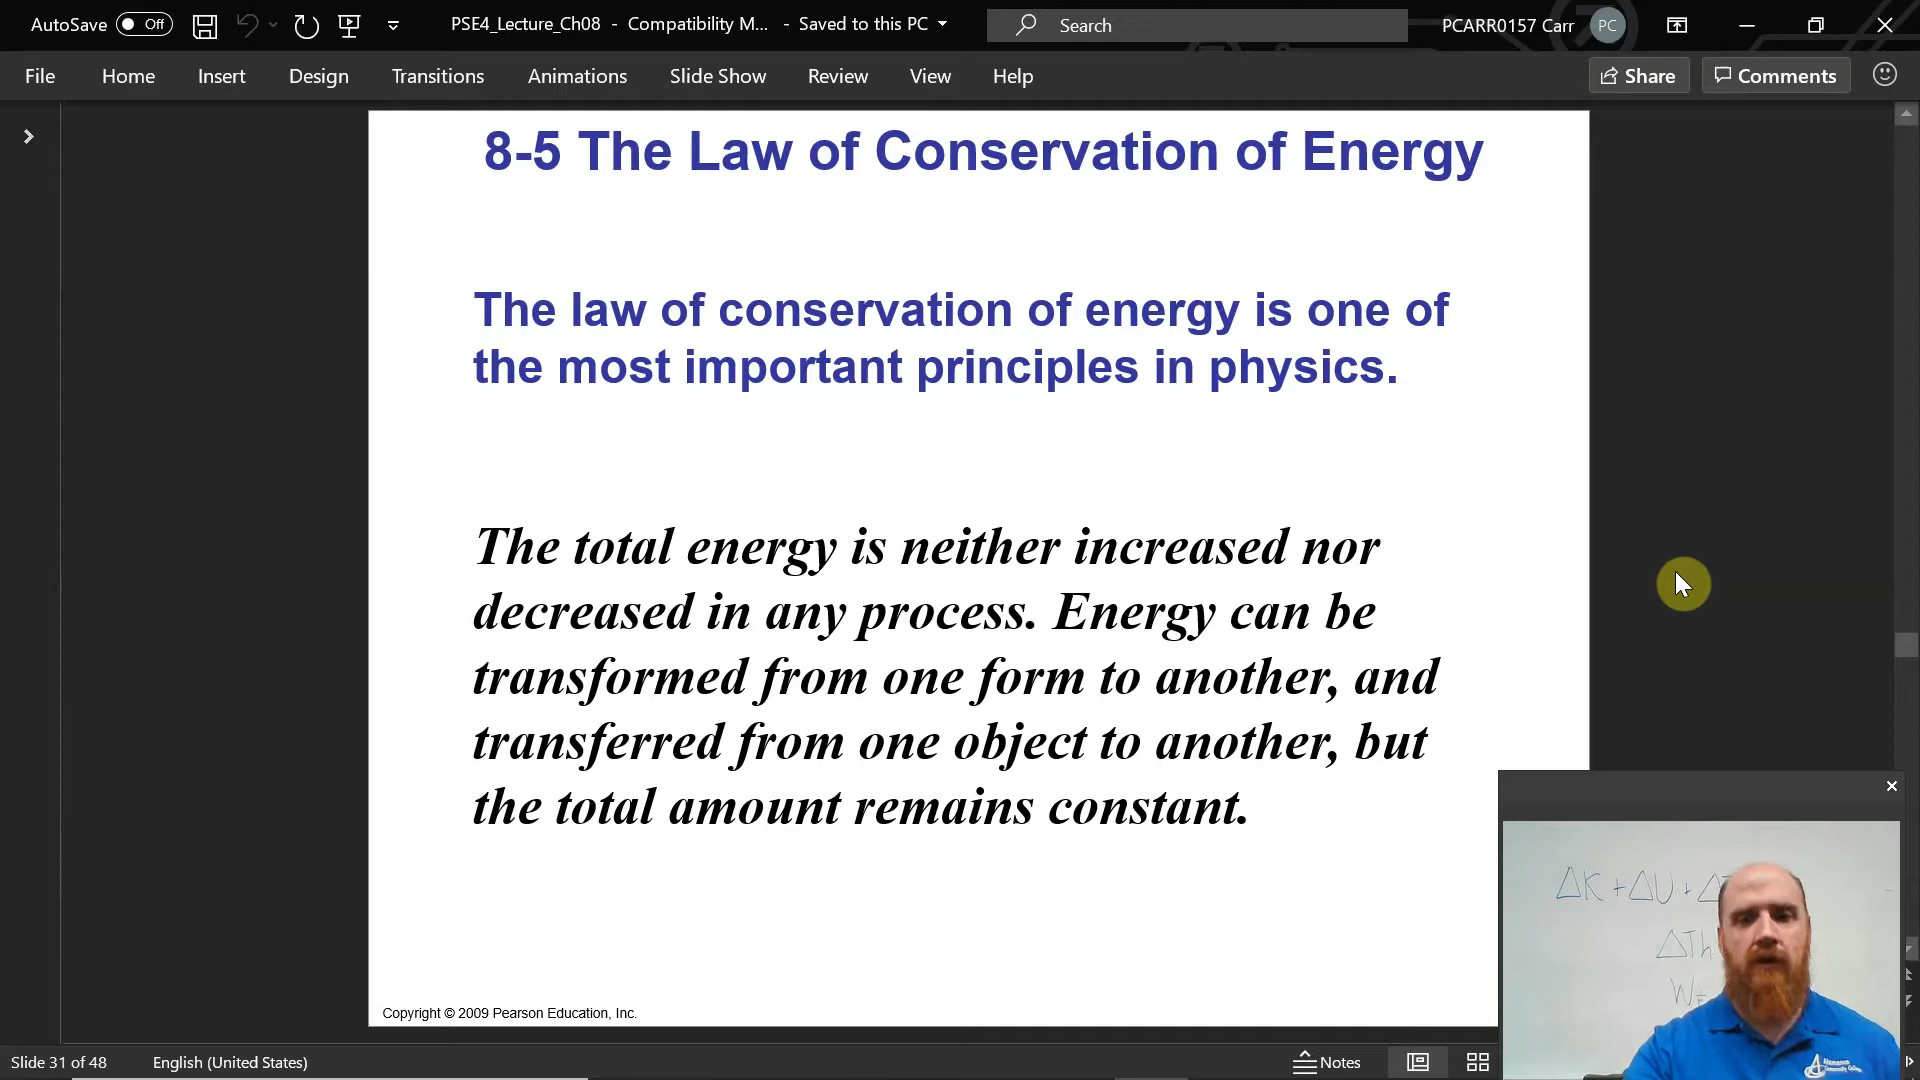 AutoSave Off PSE4_Lecture_Ch08 - Compatibility M... - Saved to this PC Search PCARR0157 Carr PC
File Home Insert Design Transitions Animations Slide Show Review View Help Share Comments
8-5 The Law of Conservation of Energy
The law of conservation of energy is one of
the most important principles in physics.
The total energy is neither increased nor
decreased in any process. Energy can be
transformed from one form to another, and
transferred from one object to another, but
the total amount remains constant.
ΔK + ΔU + Δ
ΔTh
Copyright © 2009 Pearson Education, Inc.
Slide 31 of 48 English (United States) Notes